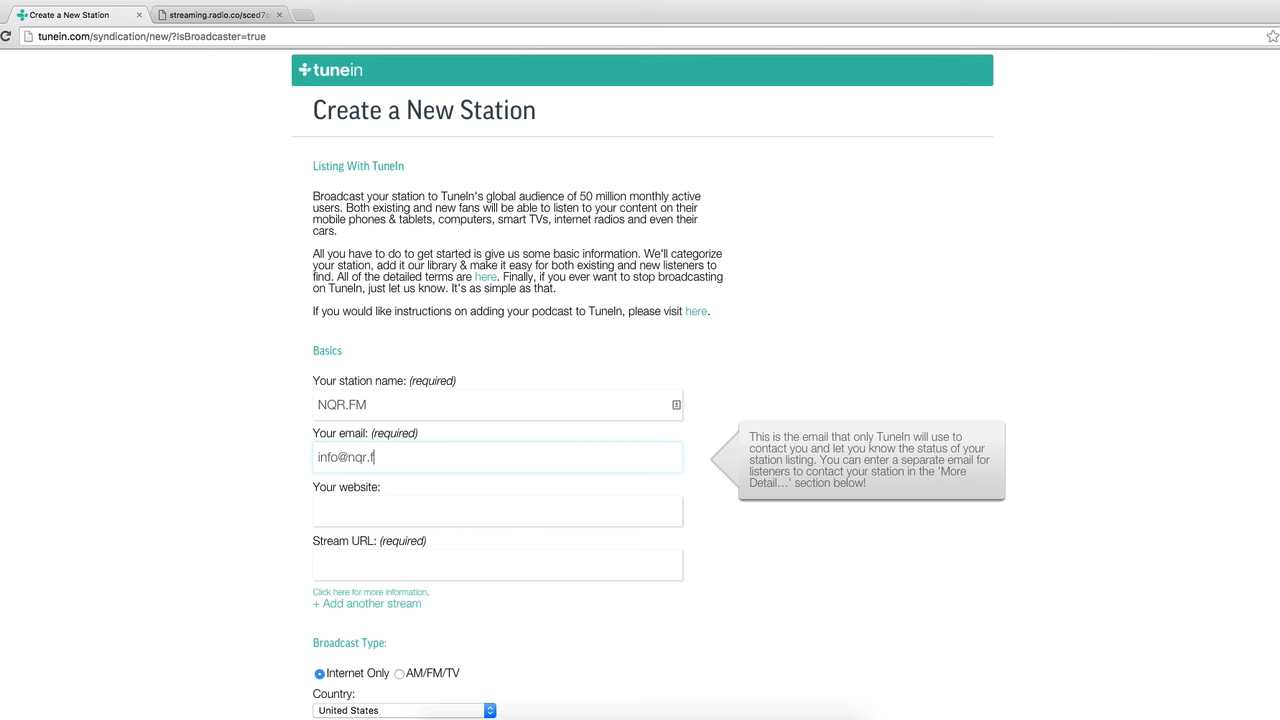 Create a New Station
streaming.radio.co/sced7
tunein.com/syndication/new/?IsBroadcaster=true
tunein
Create a New Station
Listing With TuneIn
Broadcast your station to TuneIn's global audience of 50 million monthly active
users. Both existing and new fans will be able to listen to your content on their
mobile phones & tablets, computers, smart TVs, internet radios and even their
cars.
All you have to do to get started is give us some basic information. We'll categorize
your station, add it our library & make it easy for both existing and new listeners to
find. All of the detailed terms are here. Finally, if you ever want to stop broadcasting
on TuneIn, just let us know. It's as simple as that.
If you would like instructions on adding your podcast to TuneIn, please visit here.
Basics
Your station name: (required)
NQR.FM
Your email: (required)
info@nqr.f
This is the email that only TuneIn will use to
contact you and let you know the status of your
station listing. You can enter a separate email for
listeners to contact your station in the 'More
Detail...' section below!
Your website:
Stream URL: (required)
Click here for more information.
+ Add another stream
Broadcast Type:
Internet Only AM/FM/TV
Country:
United States